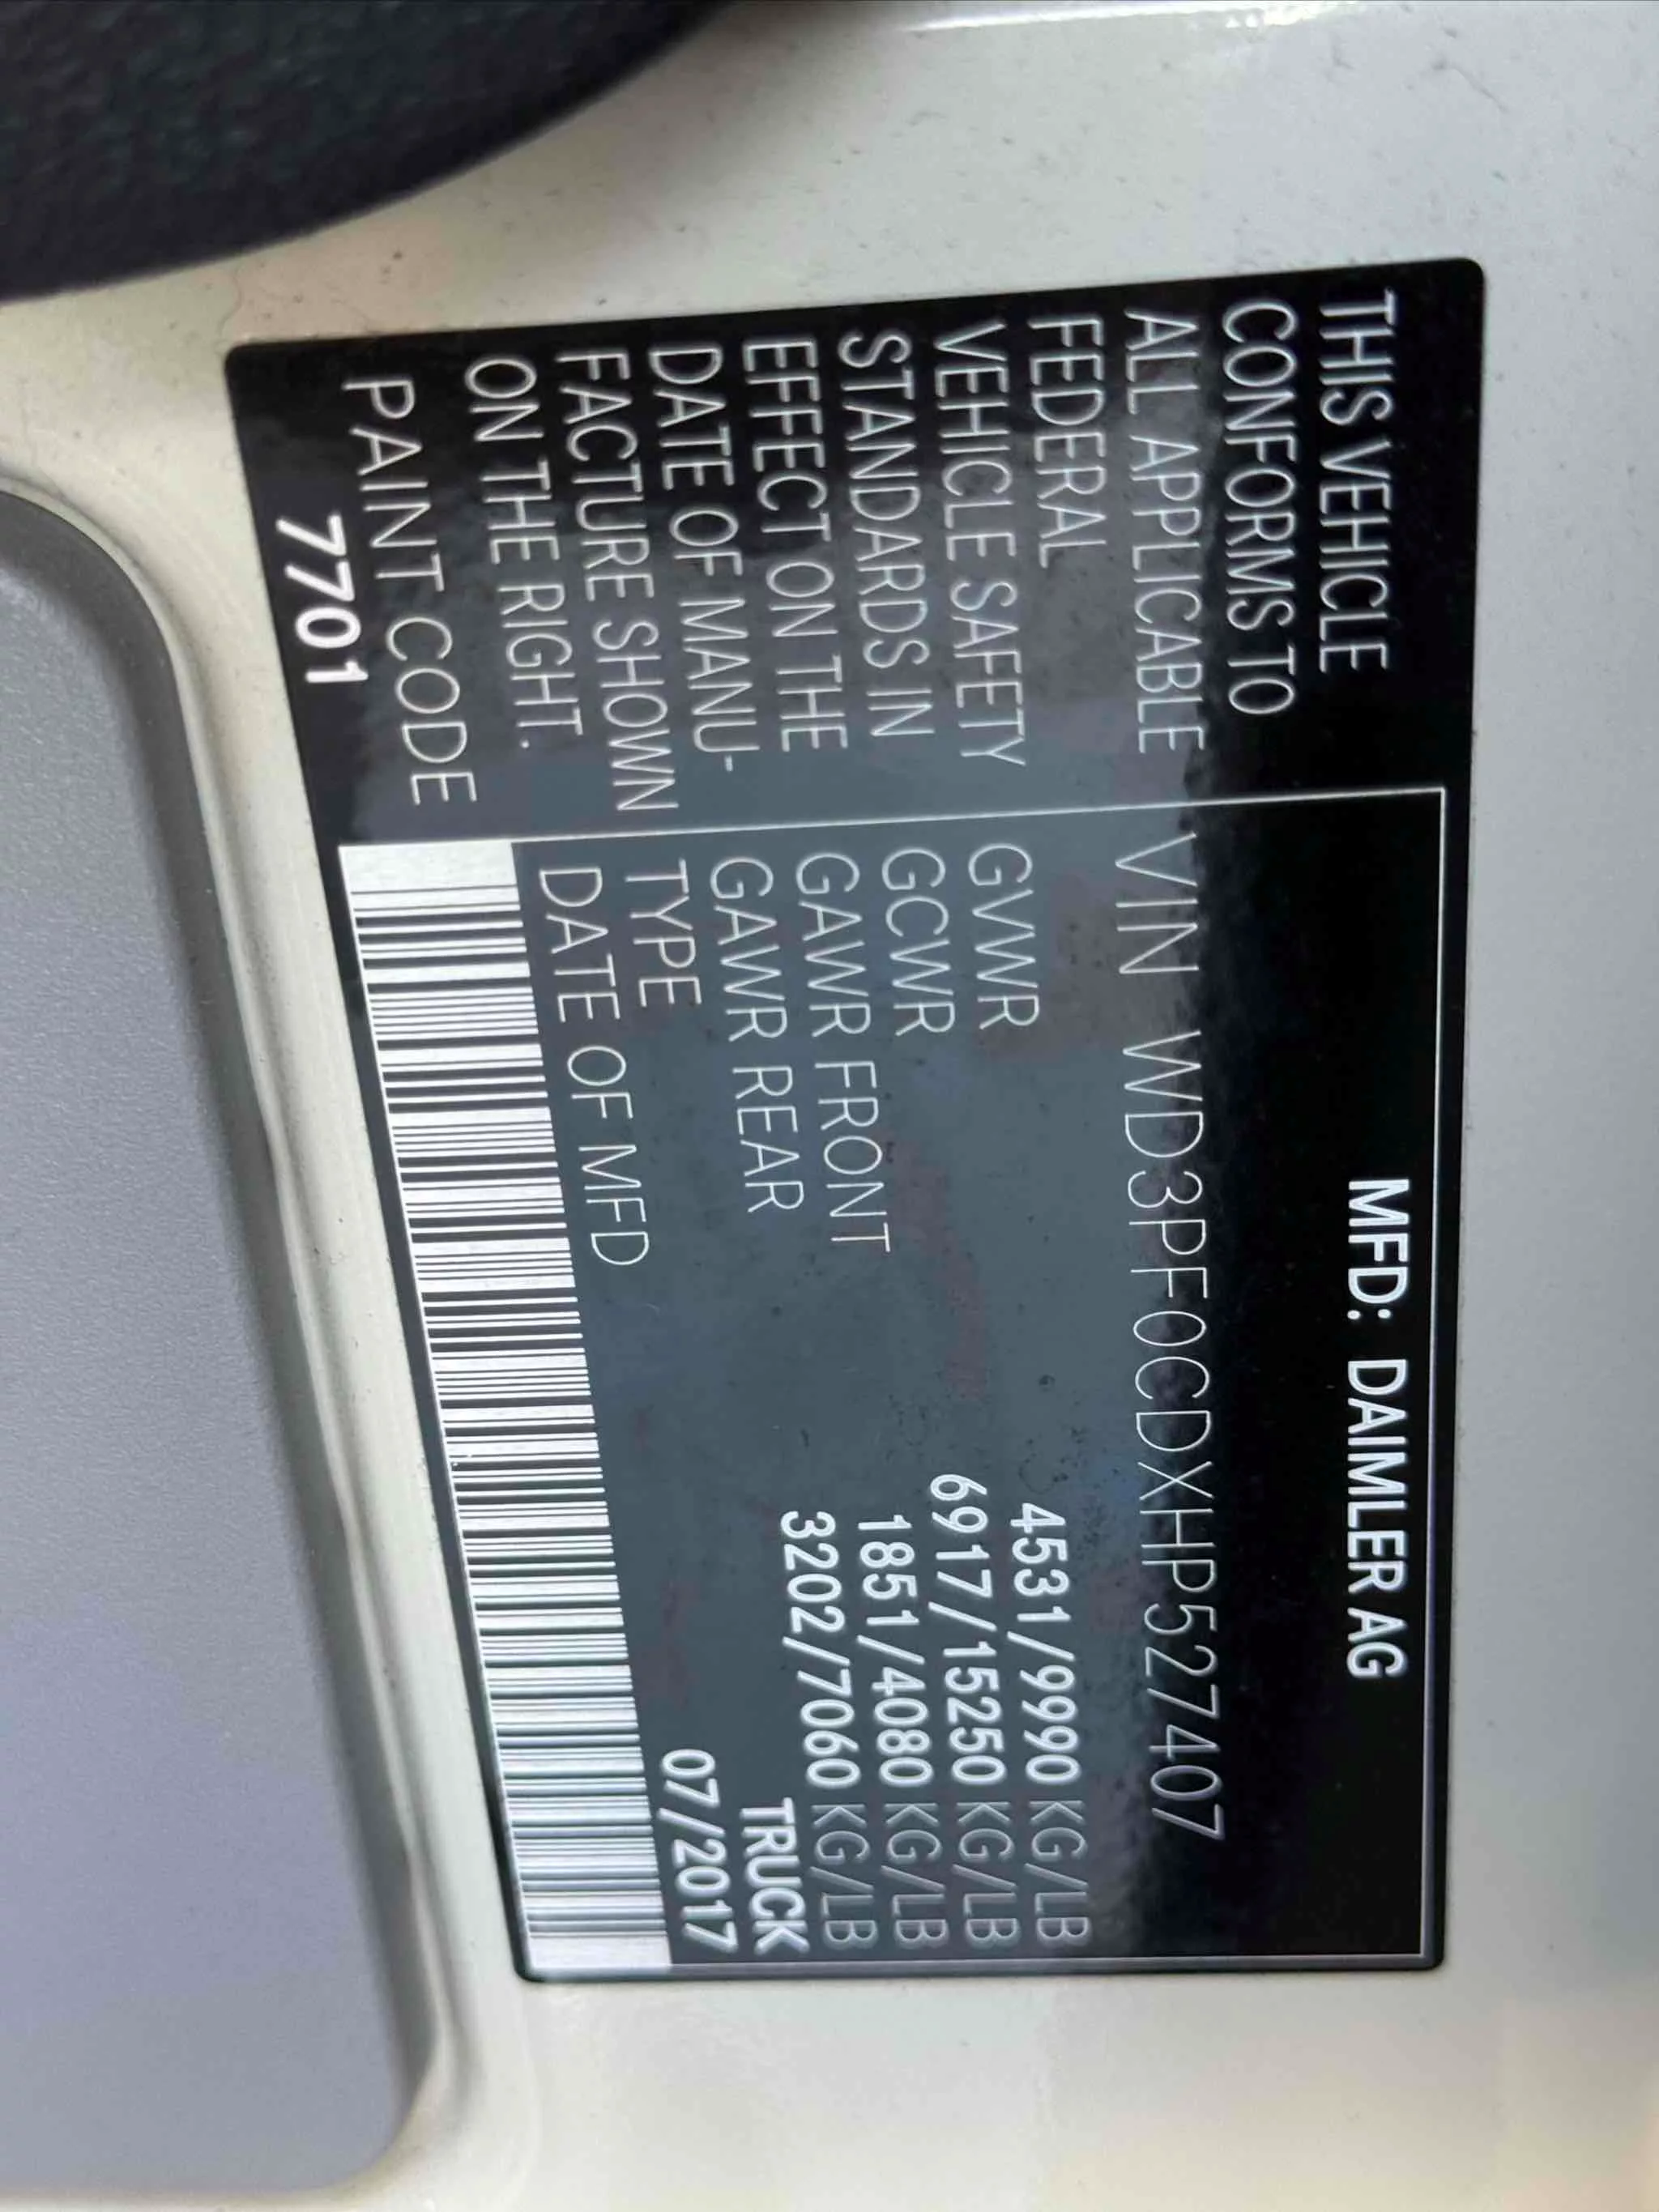 THIS VEHICLE
CONFORMS TO
ALL APPLICABLE
FEDERAL
VEHICLE SAFETY
STANDARDS IN
EFFECT ON THE
DATE OF MANU-
FACTURE SHOWN
ON THE RIGHT.
PAINT CODE
7701
MFD: DAIMLER AG
VIN WD3PF0CDXHP527407
GVWR 4531/9990 KG/LB
GCWR 6917/15250 KG/LB
GAWR FRONT 1851/4080 KG/LB
GAWR REAR 3202/7060 KG/LB
TYPE TRUCK
DATE OF MFD 07/2017